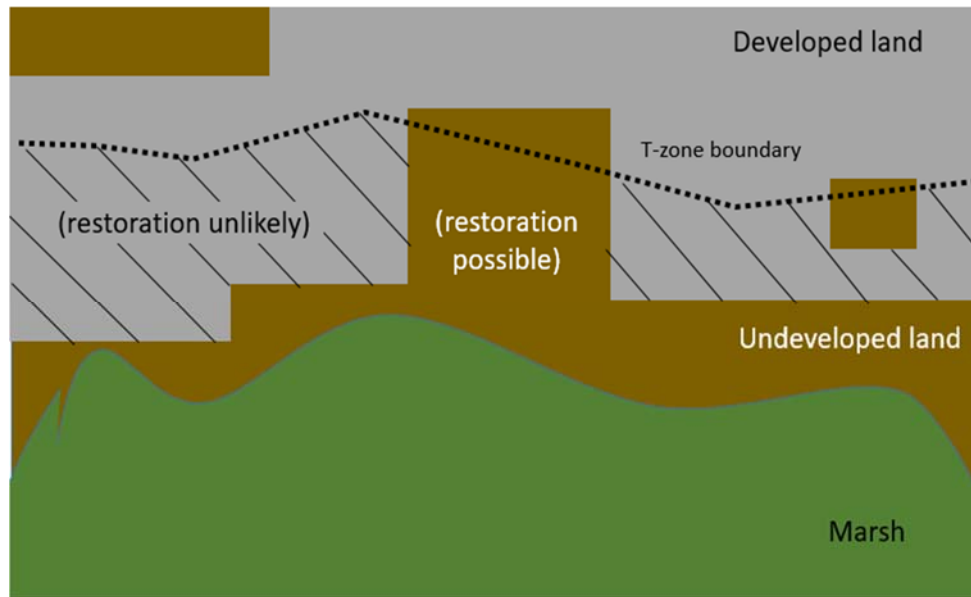 Developed land
T-zone boundary
(restoration unlikely)
(restoration
possible)
Undeveloped land
Marsh